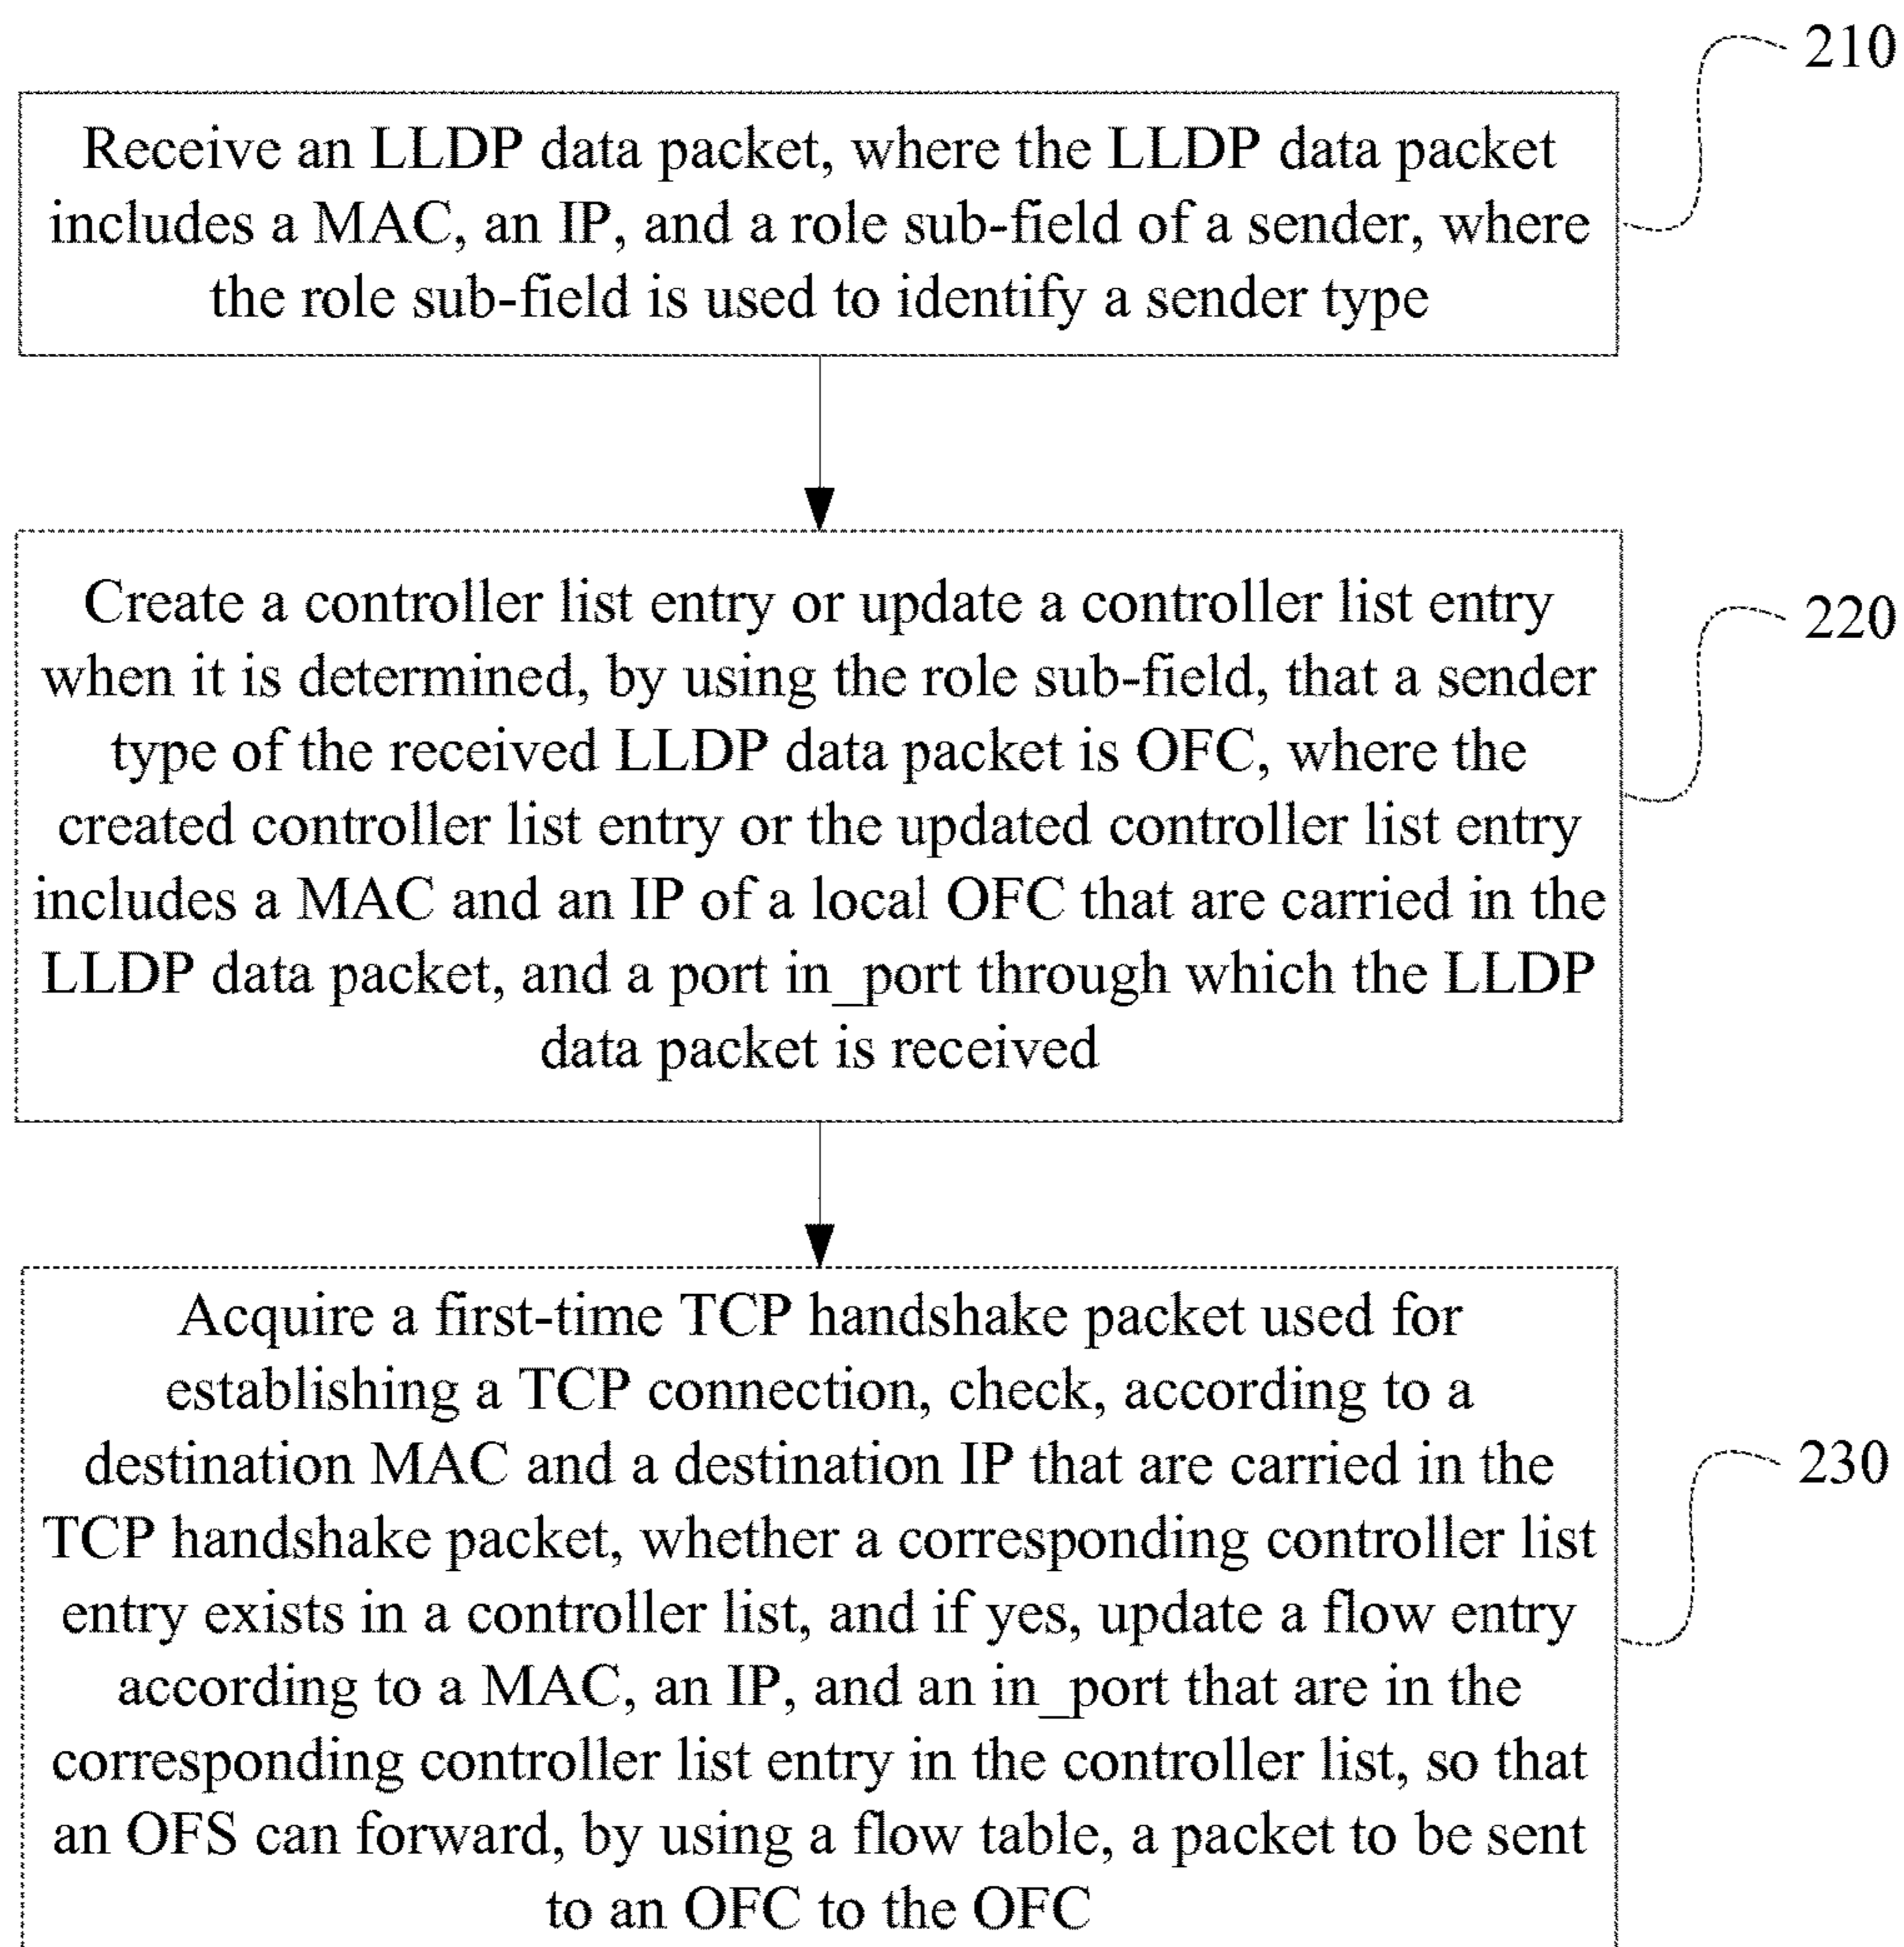 210
Receive an LLDP data packet, where the LLDP data packet
includes a MAC, an IP, and a role sub-field of a sender, where
the role sub-field is used to identify a sender type
220
Create a controller list entry or update a controller list entry
when it is determined, by using the role sub-field, that a sender
type of the received LLDP data packet is OFC, where the
created controller list entry or the updated controller list entry
includes a MAC and an IP of a local OFC that are carried in the
LLDP data packet, and a port in_port through which the LLDP
data packet is received
230
Acquire a first-time TCP handshake packet used for
establishing a TCP connection, check, according to a
destination MAC and a destination IP that are carried in the
TCP handshake packet, whether a corresponding controller list
entry exists in a controller list, and if yes, update a flow entry
according to a MAC, an IP, and an in_port that are in the
corresponding controller list entry in the controller list, so that
an OFS can forward, by using a flow table, a packet to be sent
to an OFC to the OFC